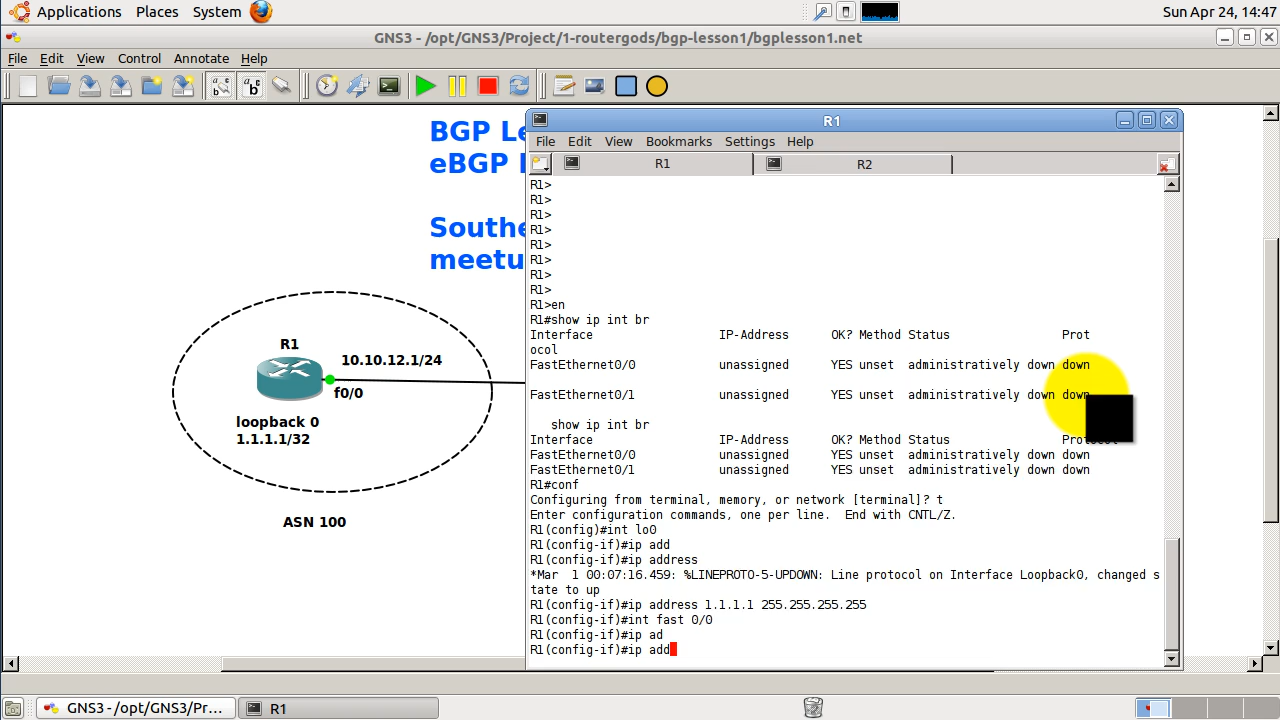 Applications Places System
Sun Apr 24, 14:47
GNS3 - /opt/GNS3/Project/1-routergods/bgp-lesson1/bgplesson1.net
File Edit View Control Annotate Help
BGP Le
eBGP
Southe
meetu
R1
10.10.12.1/24
f0/0
loopback 0
1.1.1.1/32
ASN 100
R1
File Edit View Bookmarks Settings Help
R1 R2
R1>
R1>
R1>
R1>
R1>
R1>
R1>
R1>
R1>en
R1#show ip int br
Interface IP-Address OK? Method Status Prot
ocol
FastEthernet0/0 unassigned YES unset administratively down down
FastEthernet0/1 unassigned YES unset administratively down down
show ip int br
Interface IP-Address OK? Method Status Protocol
FastEthernet0/0 unassigned YES unset administratively down down
FastEthernet0/1 unassigned YES unset administratively down down
R1#conf
Configuring from terminal, memory, or network [terminal]? t
Enter configuration commands, one per line. End with CNTL/Z.
R1(config)#int lo0
R1(config-if)#ip add
R1(config-if)#ip address
*Mar 1 00:07:16.459: %LINEPROTO-5-UPDOWN: Line protocol on Interface Loopback0, changed s
tate to up
R1(config-if)#ip address 1.1.1.1 255.255.255.255
R1(config-if)#int fast 0/0
R1(config-if)#ip ad
R1(config-if)#ip add
GNS3 - /opt/GNS3/Pr...
R1